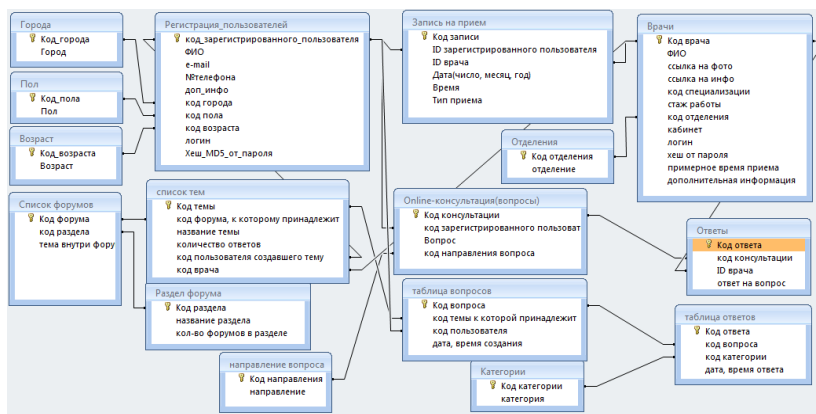 Города
Код_города
Город
Пол
Код_пола
Пол
Возраст
Код_возраста
Возраст
Список форумов
Код форума
код раздела
тема внутри фору
Регистрация_пользователей
код_зарегистрированного_пользователя
ФИО
e-mail
№телефона
доп_инфо
код города
код пола
код возраста
логин
Хеш_MD5_от_пароля
список тем
Код темы
код форума, к которому принадлежит
название темы
количество ответов
код пользователя создавшего тему
код врача
Раздел форума
Код раздела
название раздела
кол-во форумов в разделе
направление вопроса
Код направления
направление
Запись на прием
Код записи
ID зарегистрированного пользователя
ID врача
Дата(число, месяц, год)
Время
Тип приема
Отделения
Код отделения
отделение
Online-консультация(вопросы)
Код консультации
код зарегистрированного пользоват
Вопрос
код направления вопроса
таблица вопросов
Код вопроса
код темы к которой принадлежит
код пользователя
дата, время создания
Категории
Код категории
категория
Врачи
Код врача
ФИО
ссылка на фото
ссылка на инфо
код специализации
стаж работы
код отделения
кабинет
логин
хеш от пароля
примерное время приема
дополнительная информация
Ответы
Код ответа
код консультации
ID врача
ответ на вопрос
таблица ответов
Код ответа
код вопроса
код категории
дата, время ответа